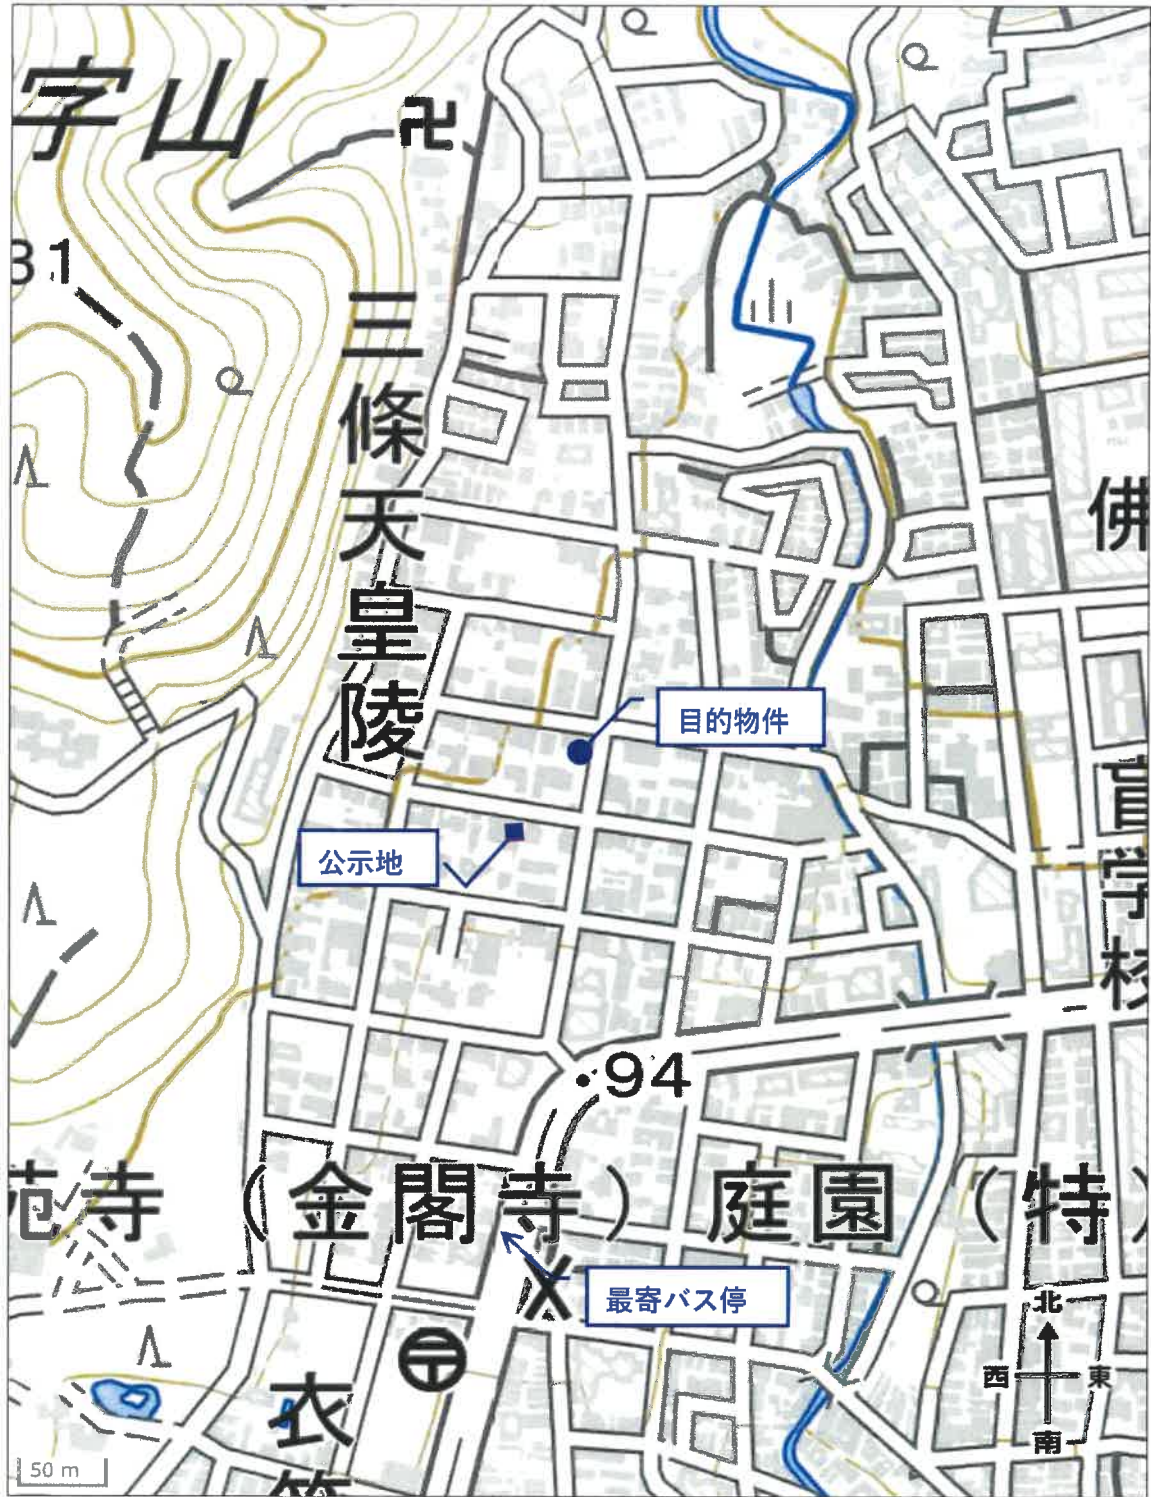 字山
31
三條天皇陵
佛
目的物件
公示地
盲学校
94
苑寺（金閣寺）庭園（特）
最寄バス停
衣笠
北
西 東
南
50 m